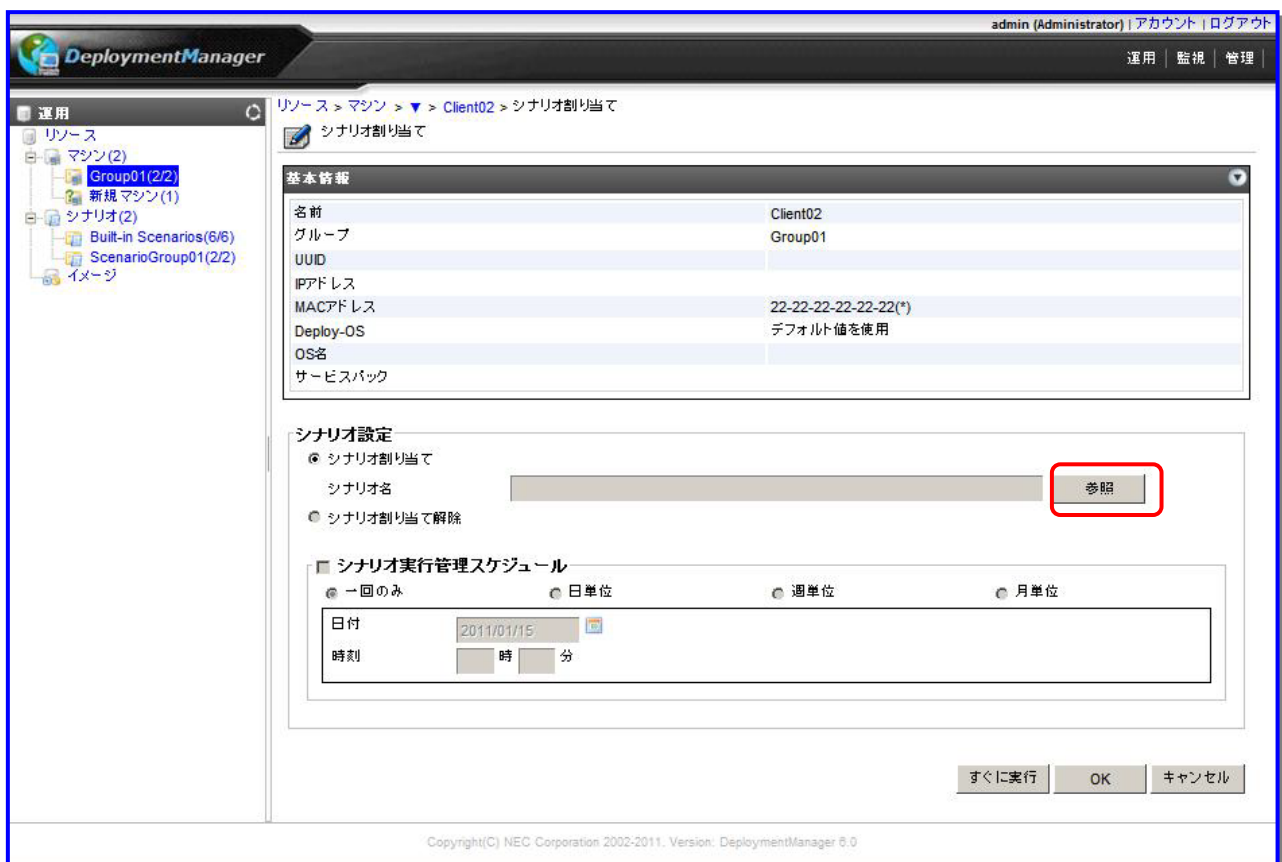 admin (Administrator) | アカウント | ログアウト
DeploymentManager
運用 | 監視 | 管理 |
運用
リソース
マシン(2)
Group01(2/2)
新規マシン(1)
シナリオ(2)
Built-in Scenarios(6/6)
ScenarioGroup01(2/2)
イメージ
リソース > マシン > ▼ > Client02 > シナリオ割り当て
シナリオ割り当て
基本情報
名前 Client02
グループ Group01
UUID
IPアドレス
MACアドレス 22-22-22-22-22-22(*)
Deploy-OS デフォルト値を使用
OS名
サービスパック
シナリオ設定
シナリオ割り当て
シナリオ名 参照
シナリオ割り当て解除
シナリオ実行管理スケジュール
一回のみ 日単位 週単位 月単位
日付 2011/01/15
時刻 時 分
すぐに実行 OK キャンセル
Copyright(C) NEC Corporation 2002-2011. Version: DeploymentManager 6.0